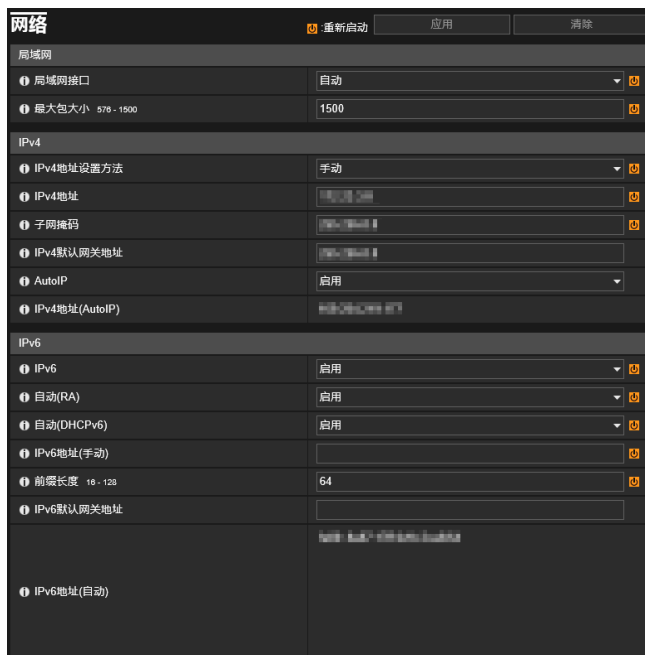 网络
:重新启动 应用 清除
局域网
局域网接口 自动
最大包大小 576 - 1500 1500
IPv4
IPv4地址设置方法 手动
IPv4地址
子网掩码
IPv4默认网关地址
AutoIP 启用
IPv4地址(AutoIP)
IPv6
IPv6 启用
自动(RA) 启用
自动(DHCPv6) 启用
IPv6地址(手动)
前缀长度 16 - 128 64
IPv6默认网关地址
IPv6地址(自动)